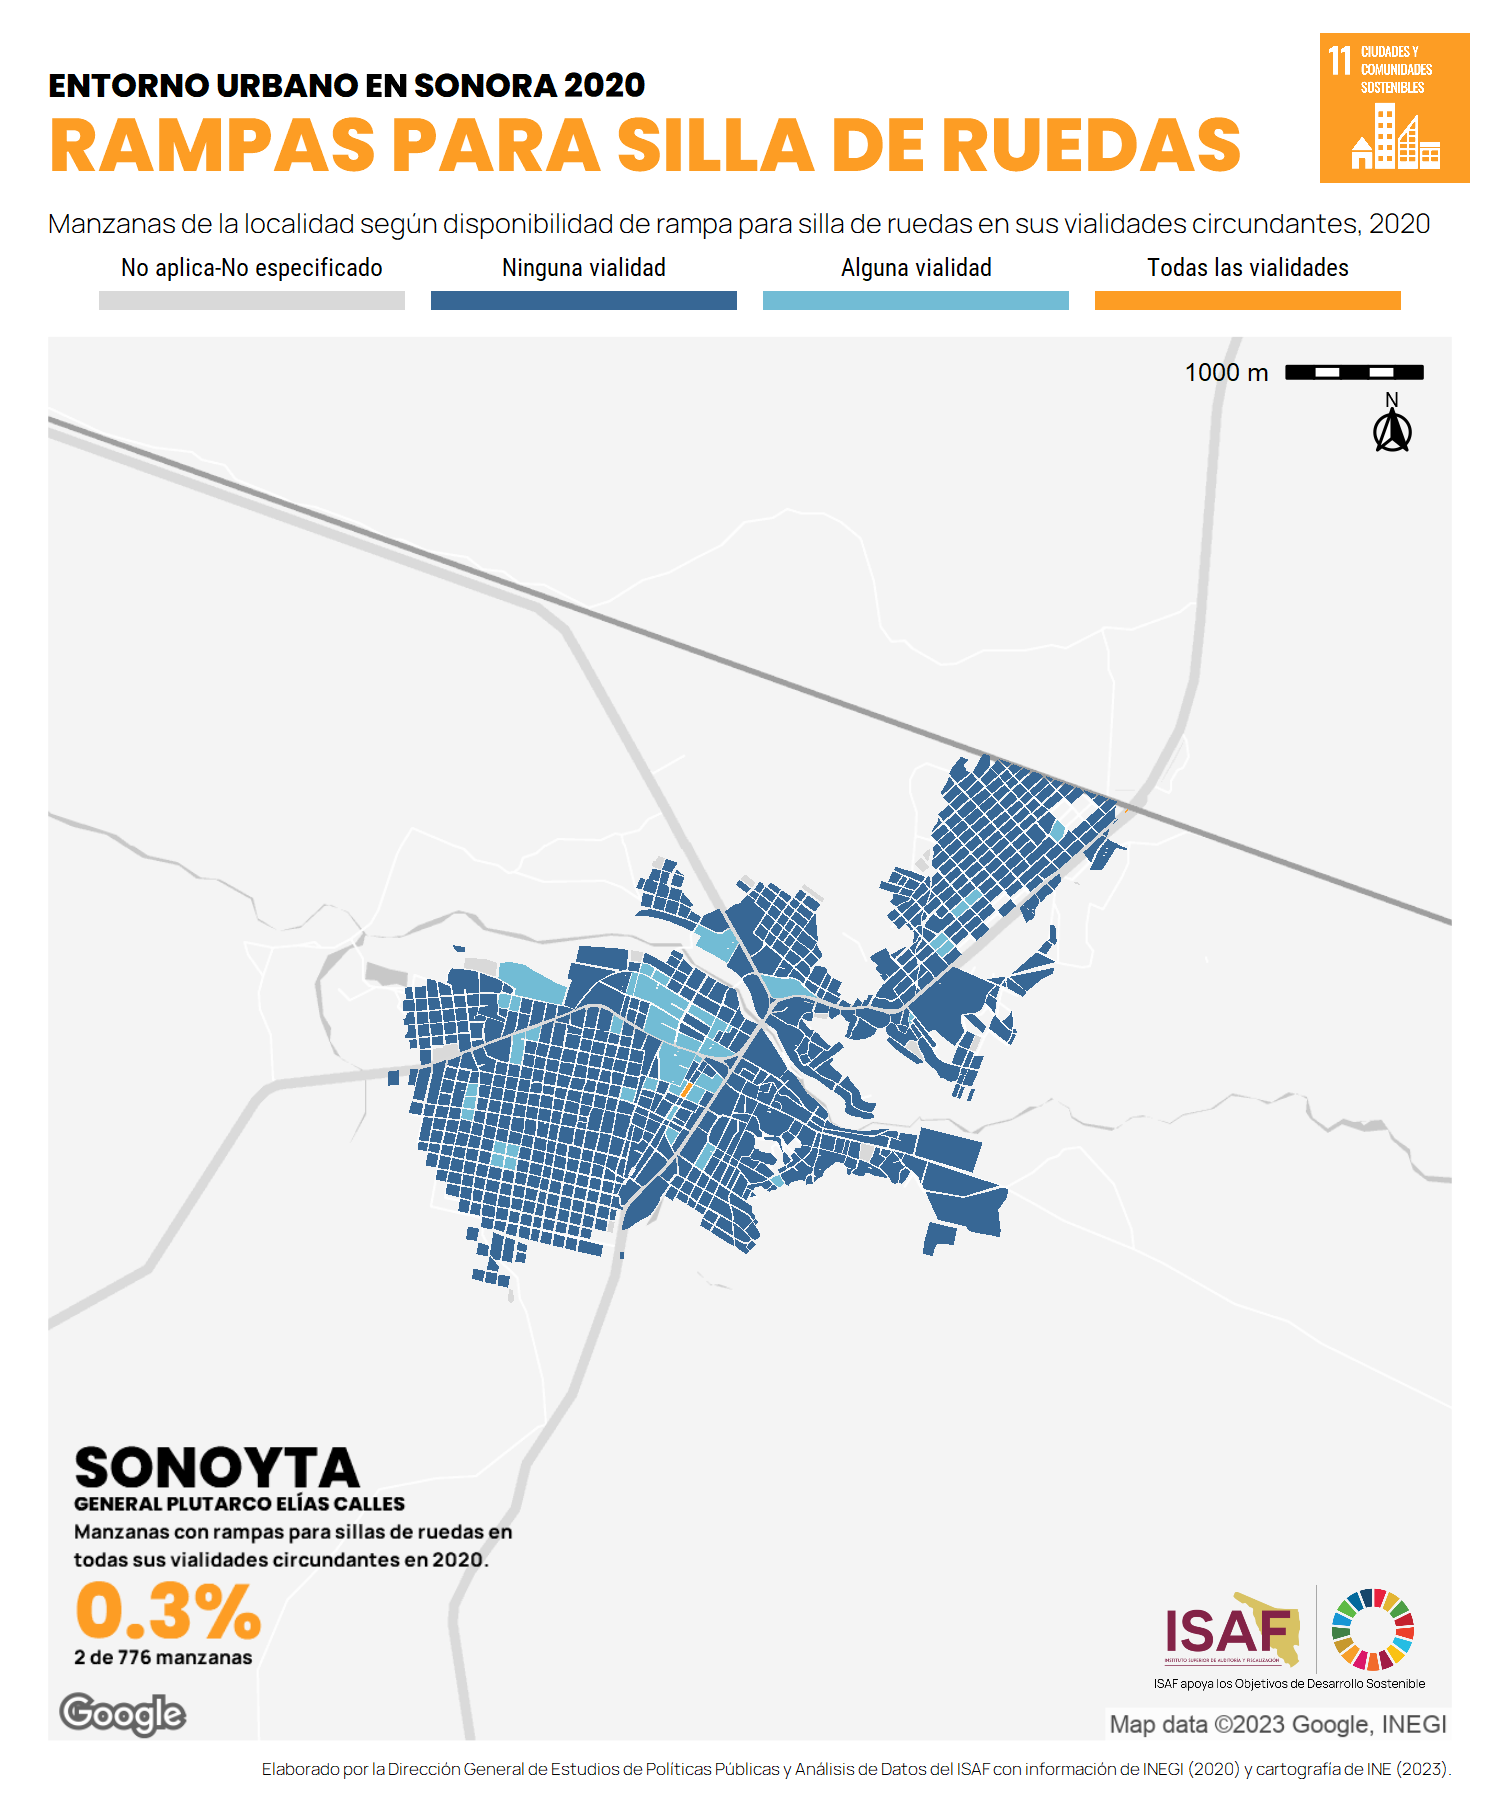 ENTORNO URBANO EN SONORA 2020
RAMPAS PARA SILLA DE RUEDAS
11 CIUDADES Y
COMUNIDADES
SOSTENIBLES
Manzanas de la localidad según disponibilidad de rampa para silla de ruedas en sus vialidades circundantes, 2020
No aplica-No especificado
Ninguna vialidad
Alguna vialidad
Todas las vialidades
1000 m
N
SONOYTA
GENERAL PLUTARCO ELÍAS CALLES
Manzanas con rampas para sillas de ruedas en
todas sus vialidades circundantes en 2020.
0.3%
2 de 776 manzanas
Google
ISAF
INSTITUTO SUPERIOR DE AUDITORÍA Y FISCALIZACIÓN
ISAF apoya los Objetivos de Desarrollo Sostenible
Map data ©2023 Google, INEGI
Elaborado por la Dirección General de Estudios de Políticas Públicas y Análisis de Datos del ISAF con información de INEGI (2020) y cartografía de INE (2023).